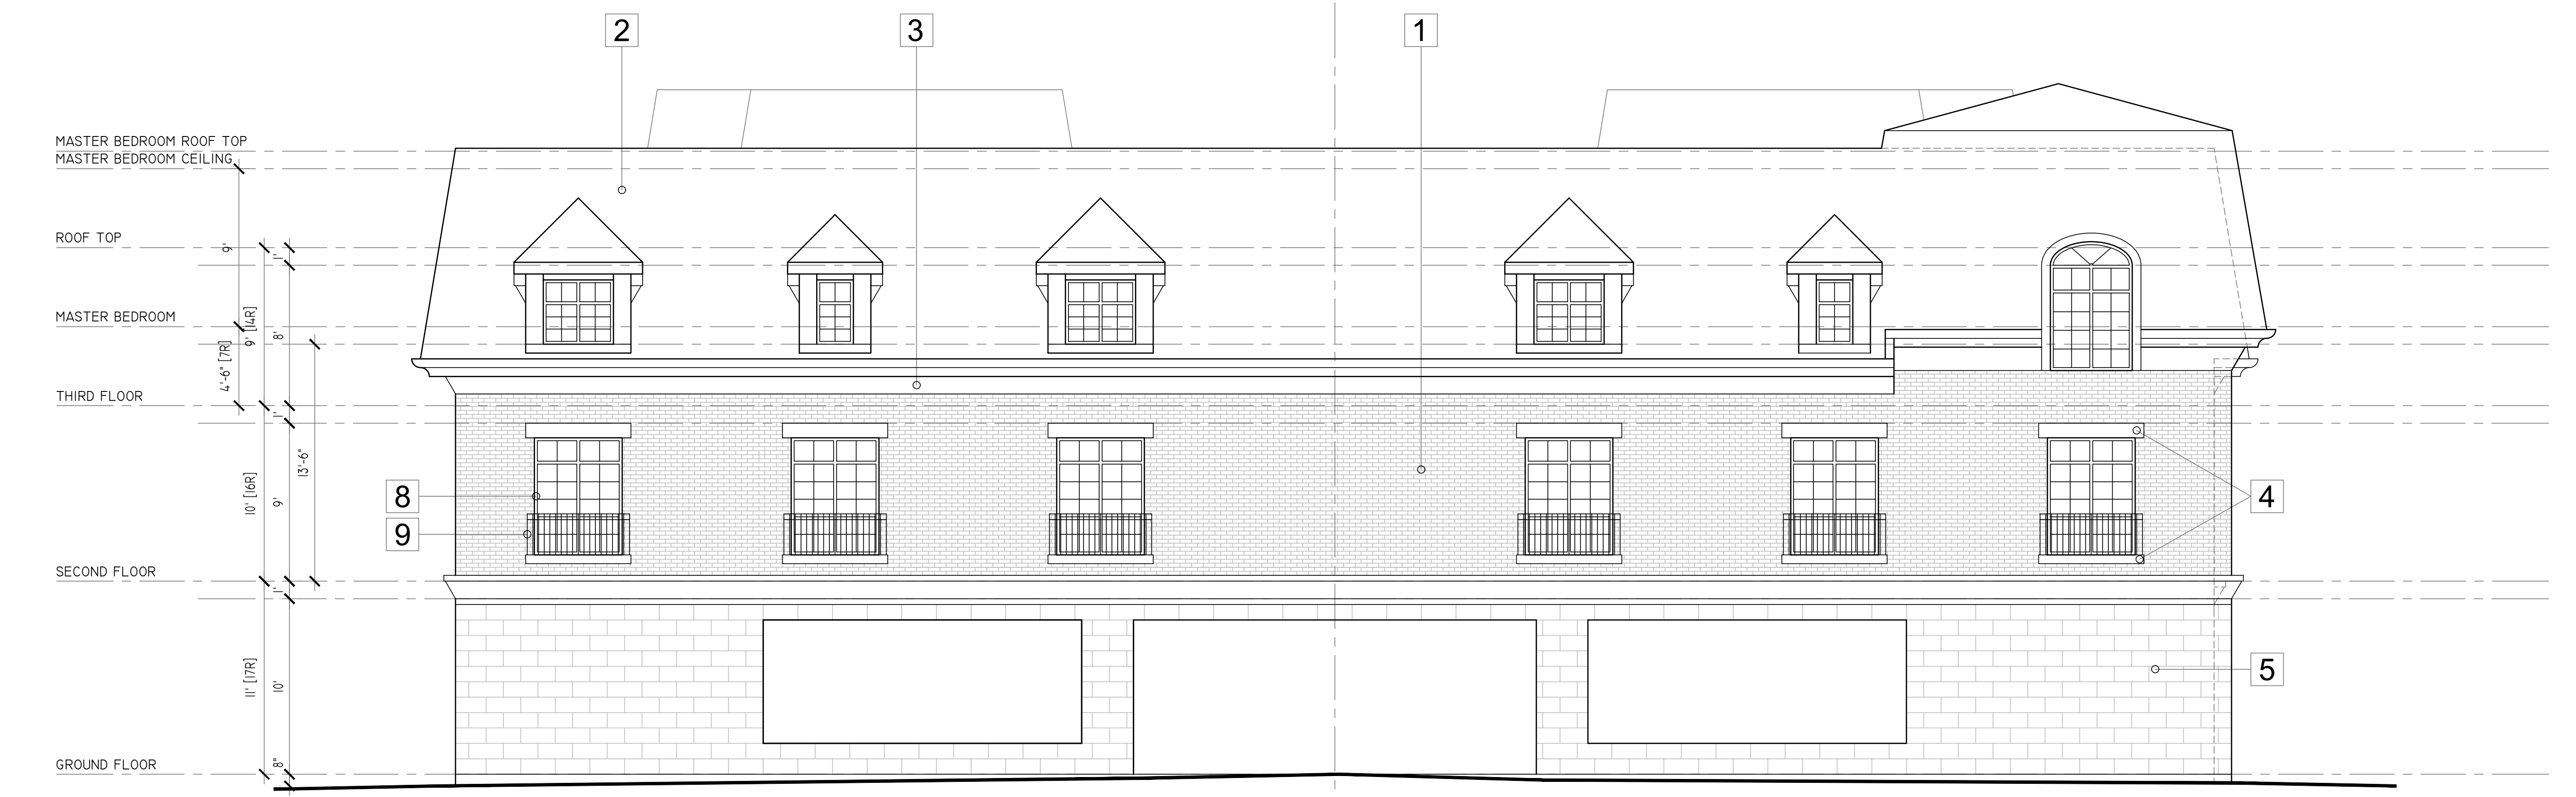 2
3
1
MASTER BEDROOM ROOF TOP
MASTER BEDROOM CEILING
ROOF TOP
9'
1'
MASTER BEDROOM
9' [14R]
8'
4'-6" [7R]
THIRD FLOOR
1'
10' [16R]
9'
13'-6"
8
9
4
SECOND FLOOR
1'
11' [17R]
10'
5
GROUND FLOOR
8"